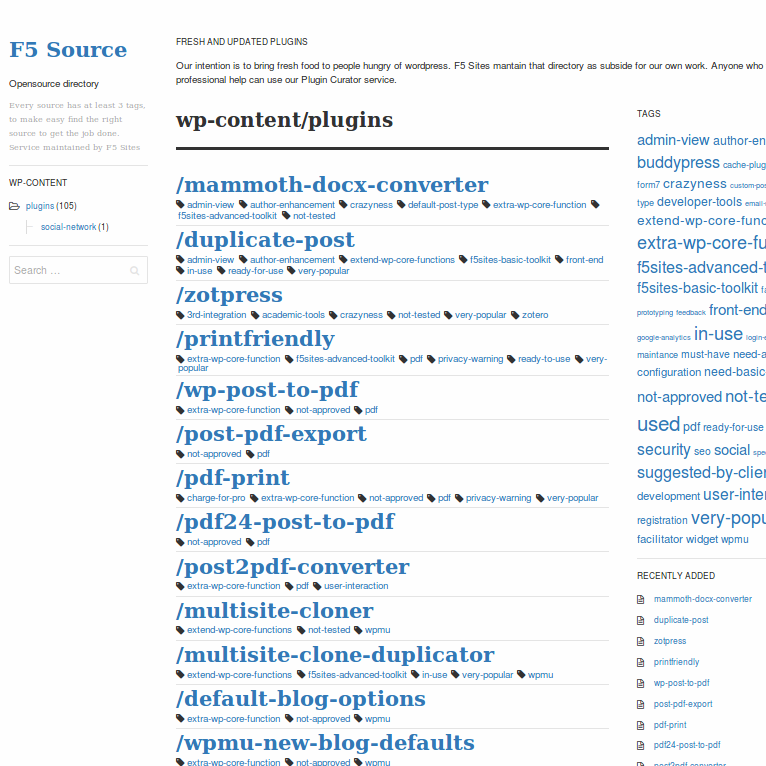 F5 Source
Opensource directory
Every source has at least 3 tags,
to make easy find the right
source to get the job done.
Service maintained by F5 Sites
WP-CONTENT
plugins (105)
social-network (1)
Search …
FRESH AND UPDATED PLUGINS
Our intention is to bring fresh food to people hungry of wordpress. F5 Sites mantain that directory as subside for our own work. Anyone who
professional help can use our Plugin Curator service.
wp-content/plugins
/mammoth-docx-converter
admin-view author-enhancement crazyness default-post-type extra-wp-core-function
f5sites-advanced-toolkit not-tested
/duplicate-post
admin-view author-enhancement extend-wp-core-functions f5sites-basic-toolkit front-end
in-use ready-for-use very-popular
/zotpress
3rd-integration academic-tools crazyness not-tested very-popular zotero
/printfriendly
extra-wp-core-function f5sites-advanced-toolkit pdf privacy-warning ready-to-use very-
popular
/wp-post-to-pdf
extra-wp-core-function not-approved pdf
/post-pdf-export
not-approved pdf
/pdf-print
charge-for-pro extra-wp-core-function not-approved pdf privacy-warning very-popular
/pdf24-post-to-pdf
not-approved pdf
/post2pdf-converter
extra-wp-core-function pdf user-interaction
/multisite-cloner
extend-wp-core-functions not-tested wpmu
/multisite-clone-duplicator
extend-wp-core-functions f5sites-advanced-toolkit in-use very-popular wpmu
/default-blog-options
extra-wp-core-function not-approved wpmu
/wpmu-new-blog-defaults
extra-wp-core-function not-approved wpmu
TAGS
admin-view author-en
buddypress cache-plug
form7 crazyness custom-pos
type developer-tools email-
extend-wp-core-func
extra-wp-core-fu
f5sites-advanced-t
f5sites-basic-toolkit
prototyping feedback front-end
google-analytics in-use login-
maintance must-have need-a
configuration need-basic
not-approved not-te
used pdf ready-for-use
security seo social spe
suggested-by-clie
development user-inter
registration very-popu
facilitator widget wpmu
RECENTLY ADDED
mammoth-docx-converter
duplicate-post
zotpress
printfriendly
wp-post-to-pdf
post-pdf-export
pdf-print
pdf24-post-to-pdf
post2pdf-converter